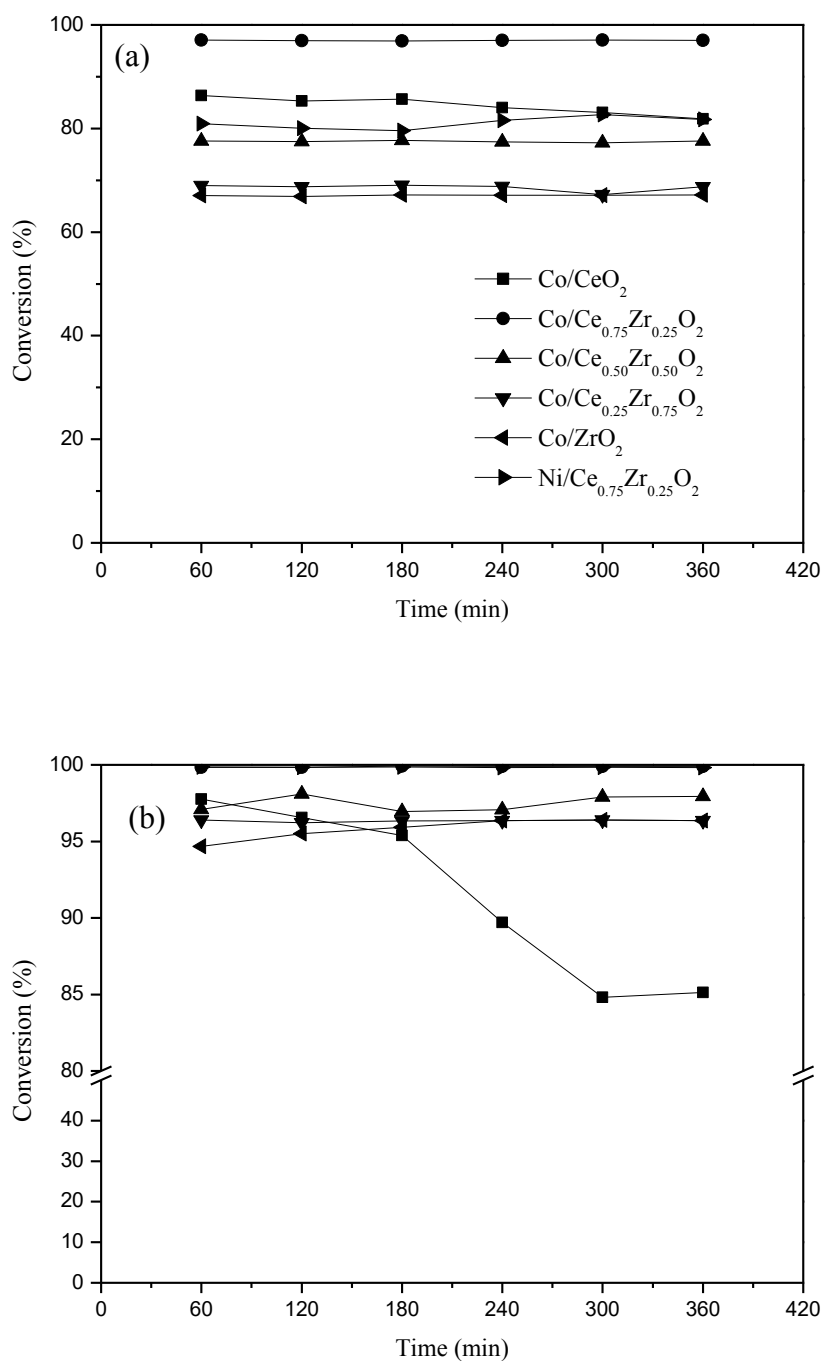 100
(a)
80
60
40
20
0
Conversion (%)
Co/CeO2
Co/Ce0.75Zr0.25O2
Co/Ce0.50Zr0.50O2
Co/Ce0.25Zr0.75O2
Co/ZrO2
Ni/Ce0.75Zr0.25O2
0 60 120 180 240 300 360 420
Time (min)
100
(b)
95
90
85
80
40
30
20
10
0
Conversion (%)
0 60 120 180 240 300 360 420
Time (min)